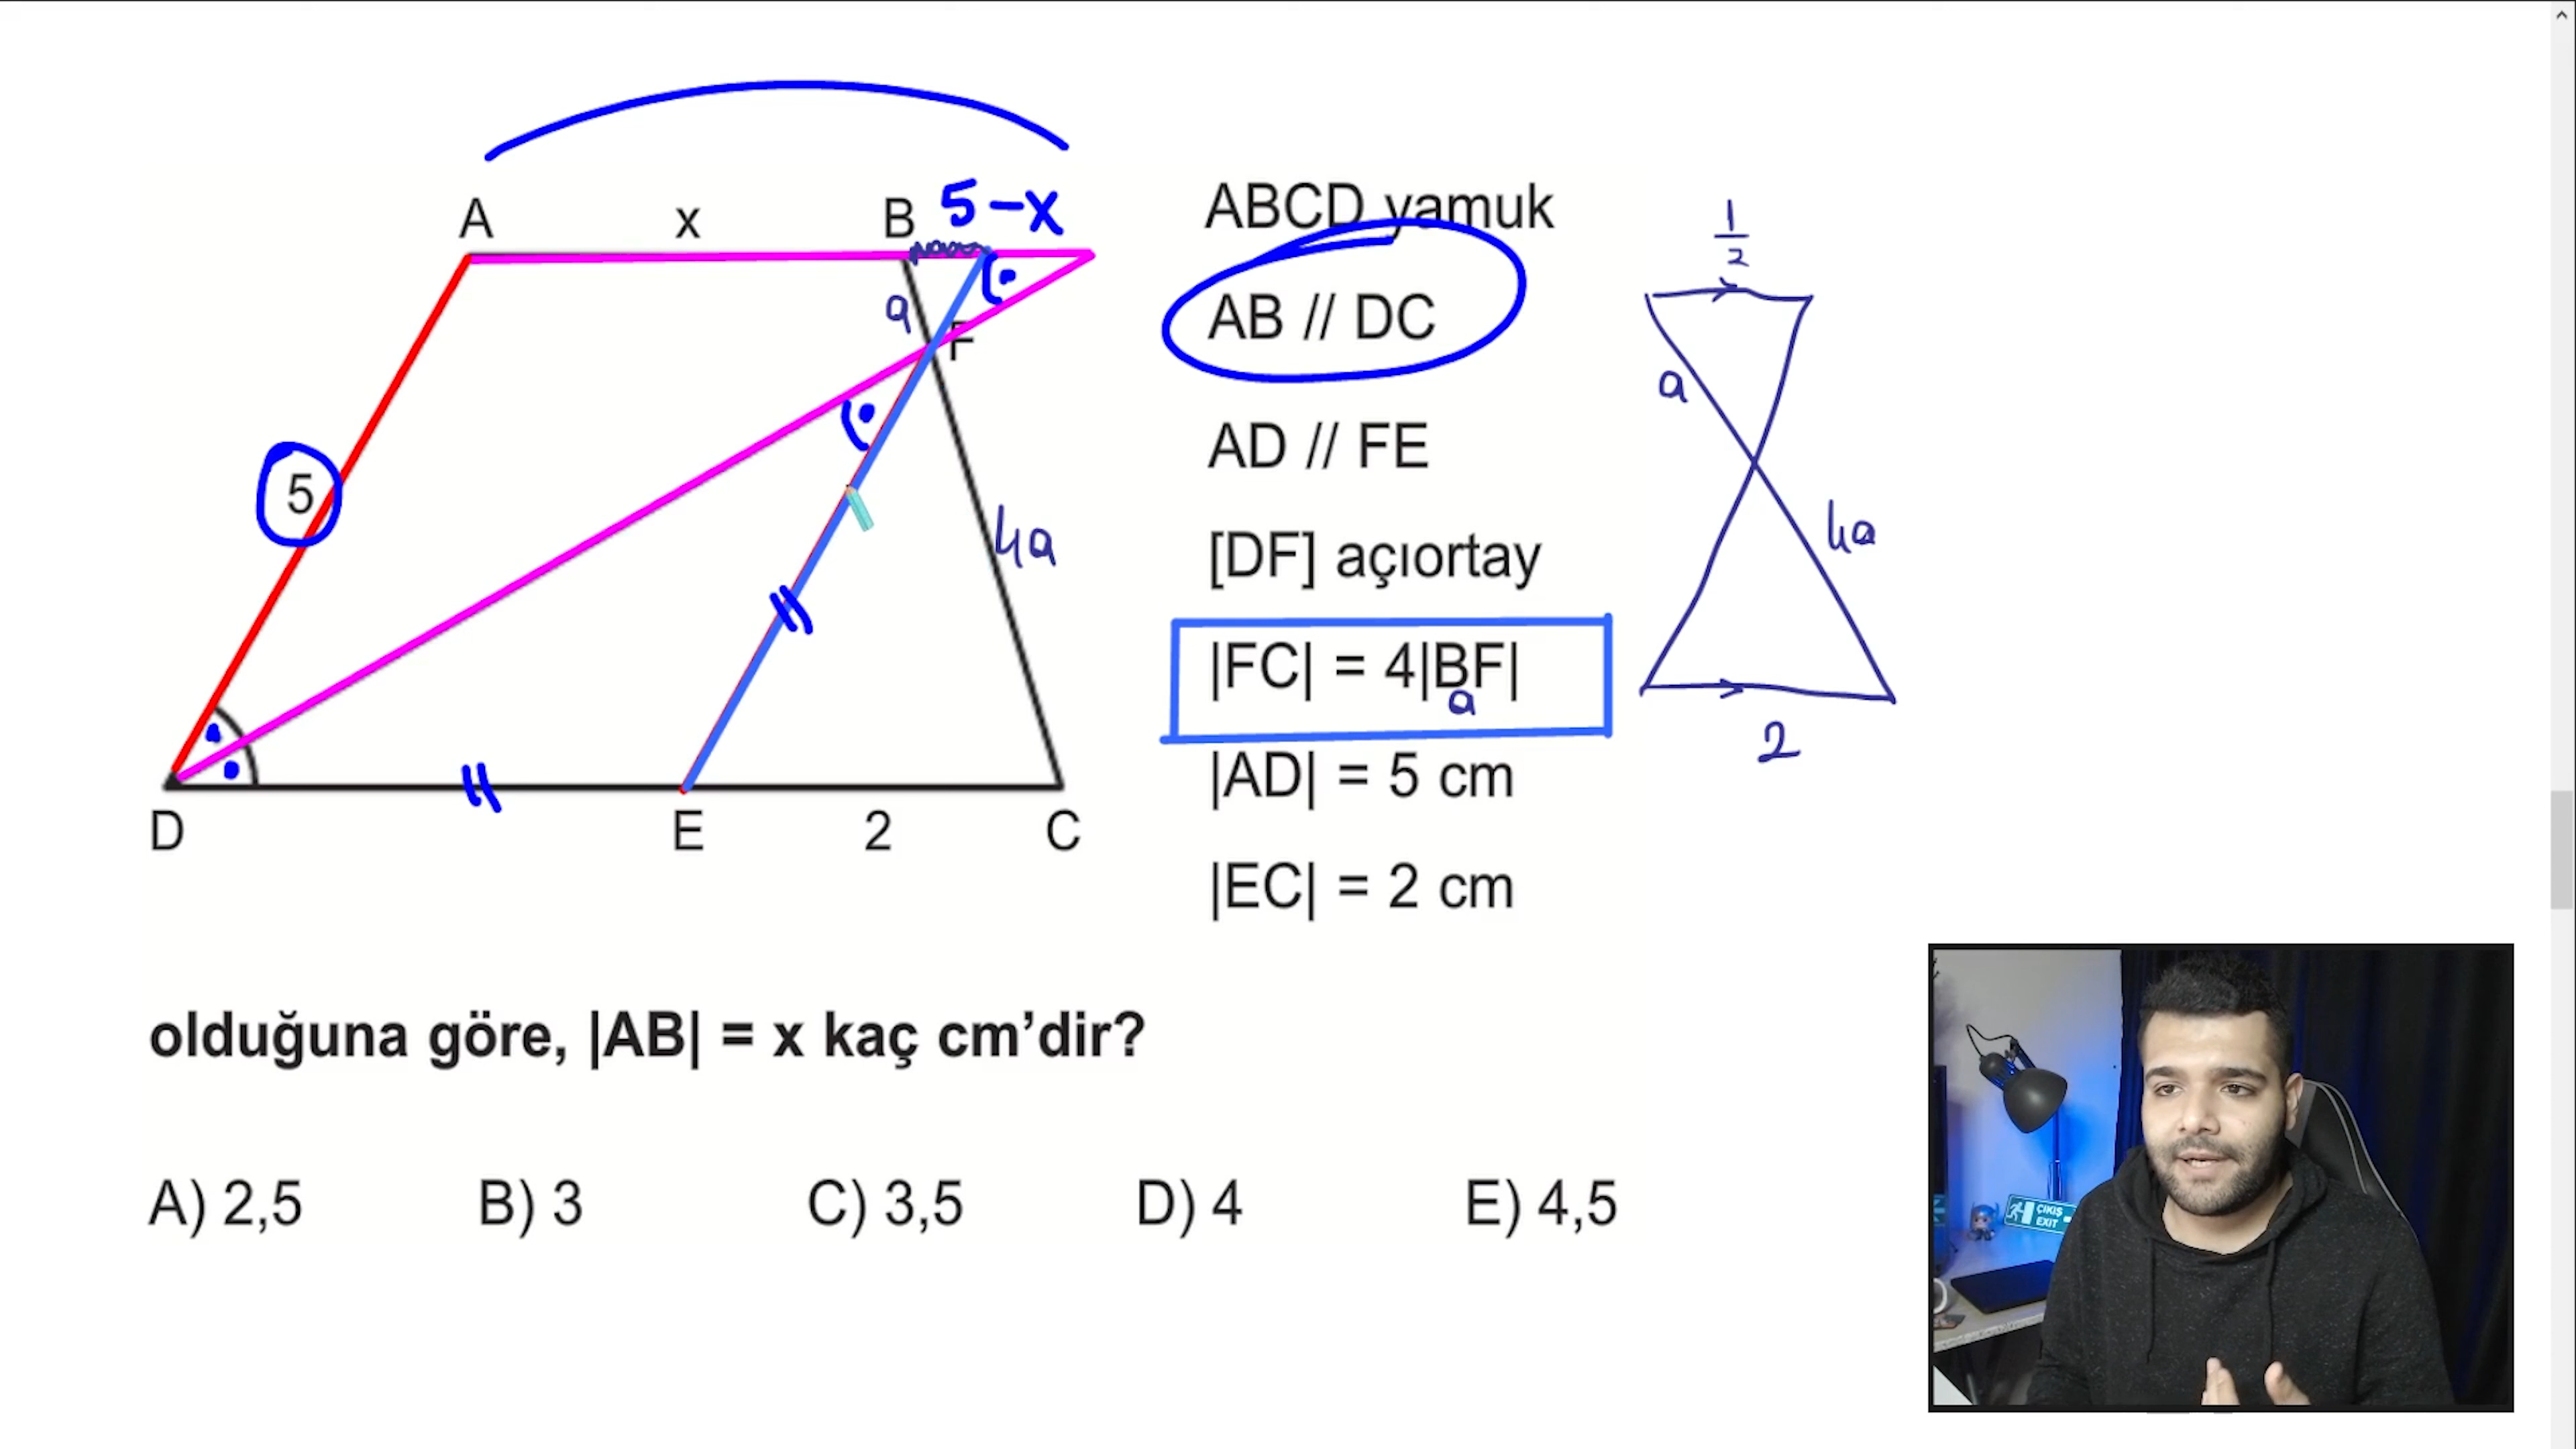 A x B 5-x
a
F
5
4a
D E 2 C
ABCD yamuk
AB // DC
AD // FE
[DF] açıortay
|FC| = 4|BF|
a
|AD| = 5 cm
|EC| = 2 cm
1/2
a
4a
2
olduğuna göre, |AB| = x kaç cm’dir?
A) 2,5 B) 3 C) 3,5 D) 4 E) 4,5
ÇIKIŞ
EXIT